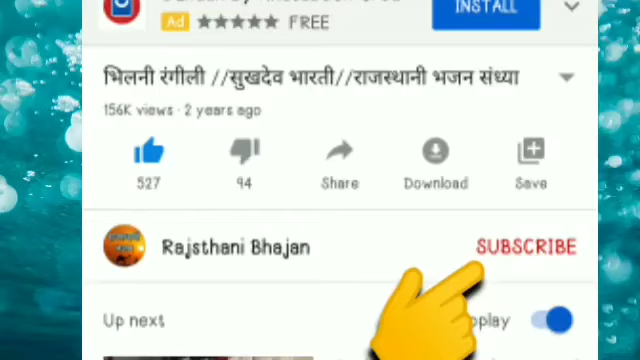 INSTALL
Ad ★★★★★ FREE
भिलनी रंगीली //सुखदेव भारती//राजस्थानी भजन संध्या
156K views · 2 years ago
527 94 Share Download Save
Rajsthani Bhajan SUBSCRIBE
Up next